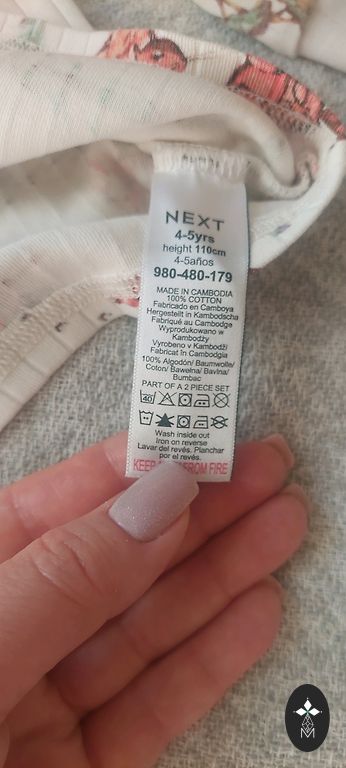 NEXT
4-5yrs
height 110cm
4-5años
980-480-179
MADE IN CAMBODIA
100% COTTON
Fabricado en Camboya
Hergestellt in Kambodscha
Fabriqué au Cambodge
Wyprodukowano w
Kambodży
Vyrobeno v Kambodži
Fabricat în Cambodgia
100% Algodón/ Baumwolle/
Coton/ Bawełna/ Bavlna/
Bumbac
PART OF A 2 PIECE SET
40
Wash inside out
Iron on reverse
Lavar del revés. Planchar
por el revés.
KEEP FROM FIRE